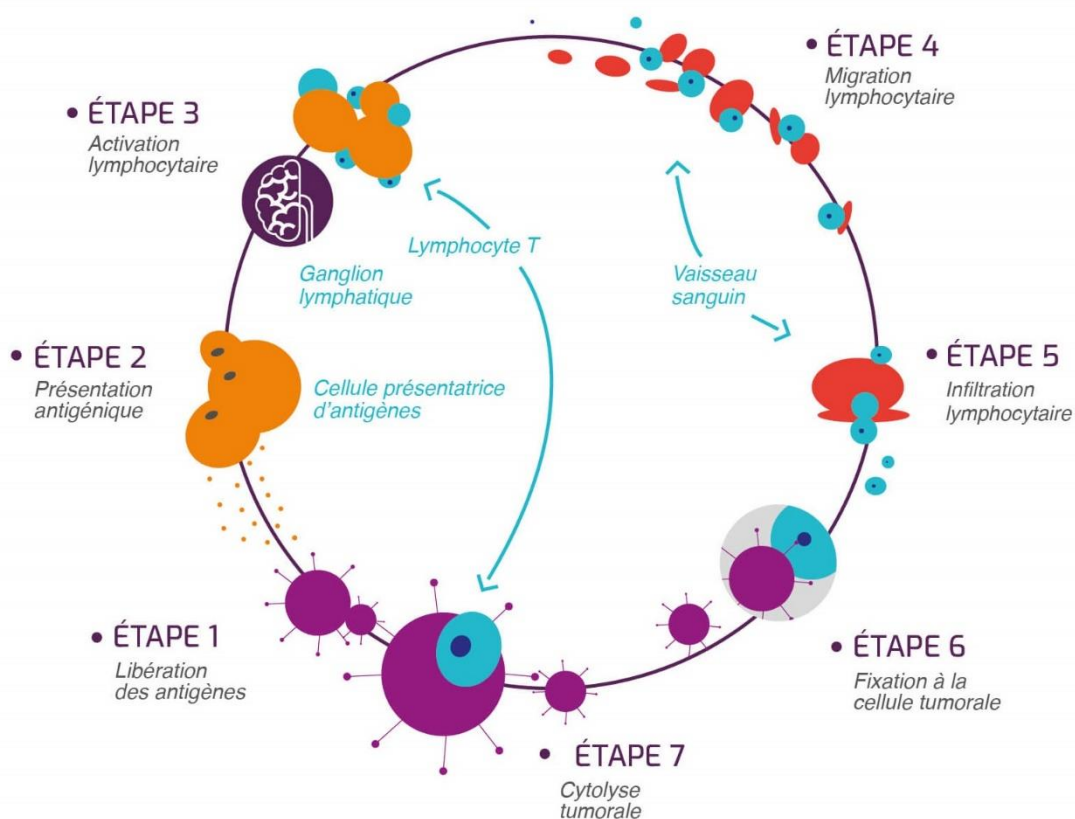 • ÉTAPE 1
Libération
des antigènes
• ÉTAPE 2
Présentation
antigénique
Cellule présentatrice
d'antigènes
• ÉTAPE 3
Activation
lymphocytaire
Ganglion
lymphatique
Lymphocyte T
• ÉTAPE 4
Migration
lymphocytaire
Vaisseau
sanguin
• ÉTAPE 5
Infiltration
lymphocytaire
• ÉTAPE 6
Fixation à la
cellule tumorale
• ÉTAPE 7
Cytolyse
tumorale